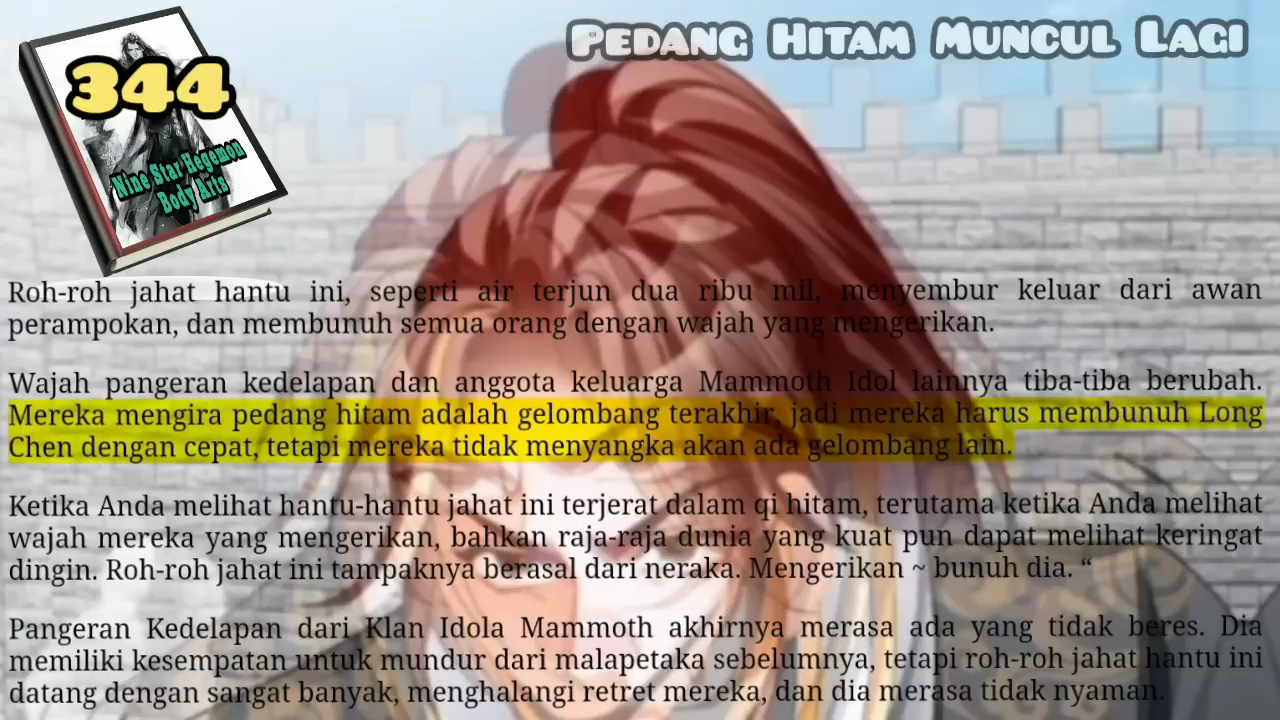 Pedang Hitam Muncul Lagi
344
Nine Star Hegemon
Body Arts
Roh-roh jahat hantu ini, seperti air terjun dua ribu mil, menyembur keluar dari awan
perampokan, dan membunuh semua orang dengan wajah yang mengerikan.
Wajah pangeran kedelapan dan anggota keluarga Mammoth Idol lainnya tiba-tiba berubah.
Mereka mengira pedang hitam adalah gelombang terakhir, jadi mereka harus membunuh Long
Chen dengan cepat, tetapi mereka tidak menyangka akan ada gelombang lain.
Ketika Anda melihat hantu-hantu jahat ini terjerat dalam qi hitam, terutama ketika Anda melihat
wajah mereka yang mengerikan, bahkan raja-raja dunia yang kuat pun dapat melihat keringat
dingin. Roh-roh jahat ini tampaknya berasal dari neraka. Mengerikan ~ bunuh dia. “
Pangeran Kedelapan dari Klan Idola Mammoth akhirnya merasa ada yang tidak beres. Dia
memiliki kesempatan untuk mundur dari malapetaka sebelumnya, tetapi roh-roh jahat hantu ini
datang dengan sangat banyak, menghalangi retret mereka, dan dia merasa tidak nyaman.